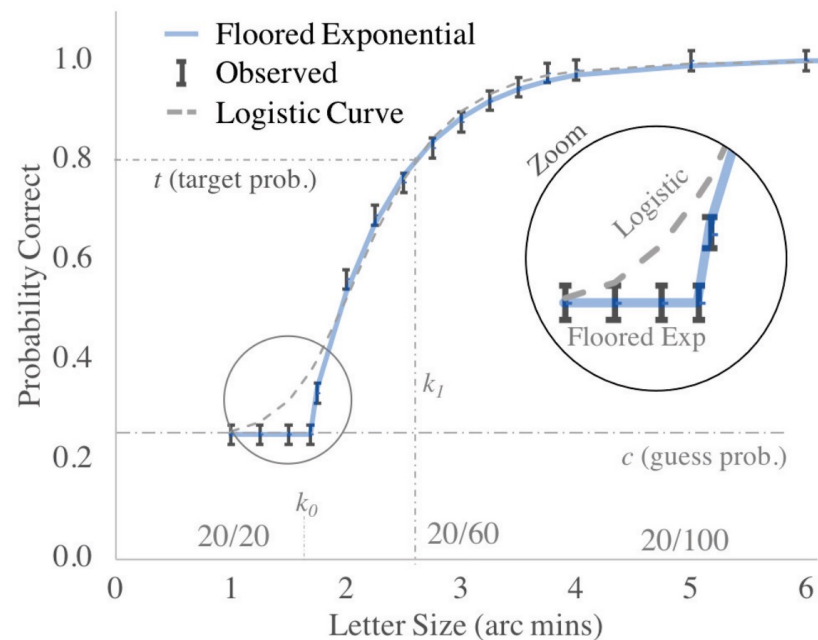 Floored Exponential
Observed
Logistic Curve
1.0
0.8
0.6
0.4
0.2
0.0
Probability Correct
t (target prob.)
Zoom
Logistic
Floored Exp
k1
c (guess prob.)
k0
20/20
20/60
20/100
0
1
2
3
4
5
6
Letter Size (arc mins)